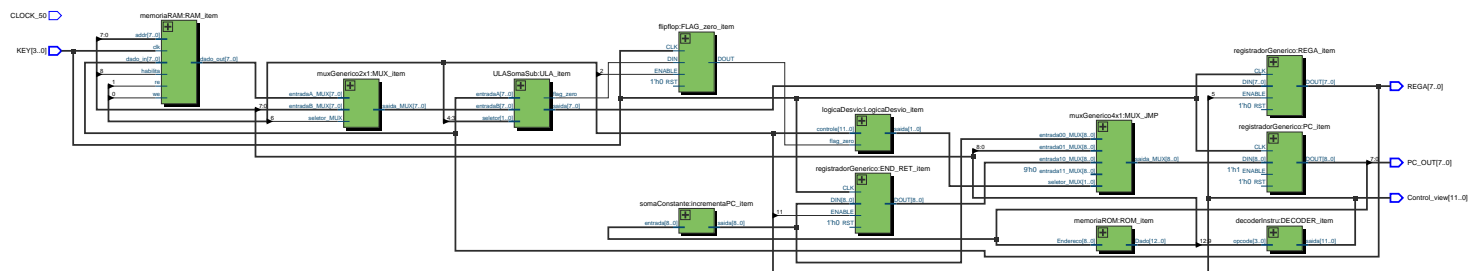 CLOCK_50
KEY[3..0]
memoriaRAM:RAM_item
7:0
addr[7..0]
clk
dado_in[7..0]
8
habilita
1
re
0
we
dado_out[7..0]
muxGenerico2x1:MUX_item
entradaA_MUX[7..0]
7:0
entradaB_MUX[7..0]
6
seletor_MUX
saida_MUX[7..0]
ULASomaSub:ULA_item
entradaA[7..0]
entradaB[7..0]
4:3
seletor[1..0]
flag_zero
saida[7..0]
flipflop:FLAG_zero_item
CLK
DIN
2
ENABLE
1'h0 RST
DOUT
logicaDesvio:LogicaDesvio_item
controle[11..0]
flag_zero
saida[1..0]
registradorGenerico:END_RET_item
CLK
DIN[8..0]
11
ENABLE
1'h0 RST
DOUT[8..0]
somaConstante:incrementaPC_item
entrada[8..0]
saida[8..0]
muxGenerico4x1:MUX_JMP
entrada00_MUX[8..0]
8:0
entrada01_MUX[8..0]
entrada10_MUX[8..0]
9'h0 entrada11_MUX[8..0]
seletor_MUX[1..0]
saida_MUX[8..0]
registradorGenerico:REGA_item
CLK
DIN[7..0]
5
ENABLE
1'h0 RST
DOUT[7..0]
registradorGenerico:PC_item
CLK
DIN[8..0]
1'h1 ENABLE
1'h0 RST
DOUT[8..0]
7:0
memoriaROM:ROM_item
Endereco[8..0]
Dado[12..0]
decoderInstru:DECODER_item
12:9
opcode[3..0]
saida[11..0]
REGA[7..0]
PC_OUT[7..0]
Control_view[11..0]